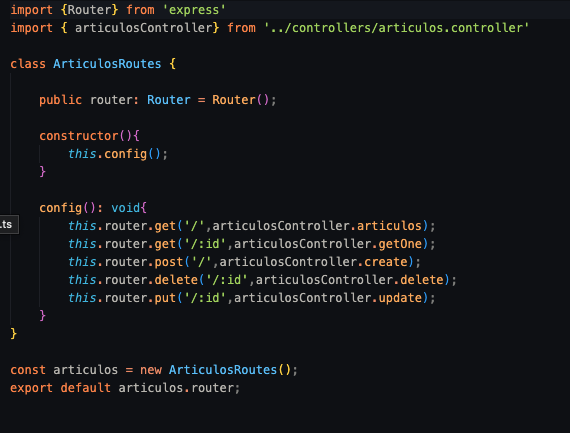 import {Router} from 'express'
import { articulosController} from '../controllers/articulos.controller'
class ArticulosRoutes {
public router: Router = Router();
constructor(){
this.config();
}
config(): void{
.ts
this.router.get('/',articulosController.articulos);
this.router.get('/:id',articulosController.getOne);
this.router.post('/',articulosController.create);
this.router.delete('/:id',articulosController.delete);
this.router.put('/:id',articulosController.update);
}
}
const articulos = new ArticulosRoutes();
export default articulos.router;